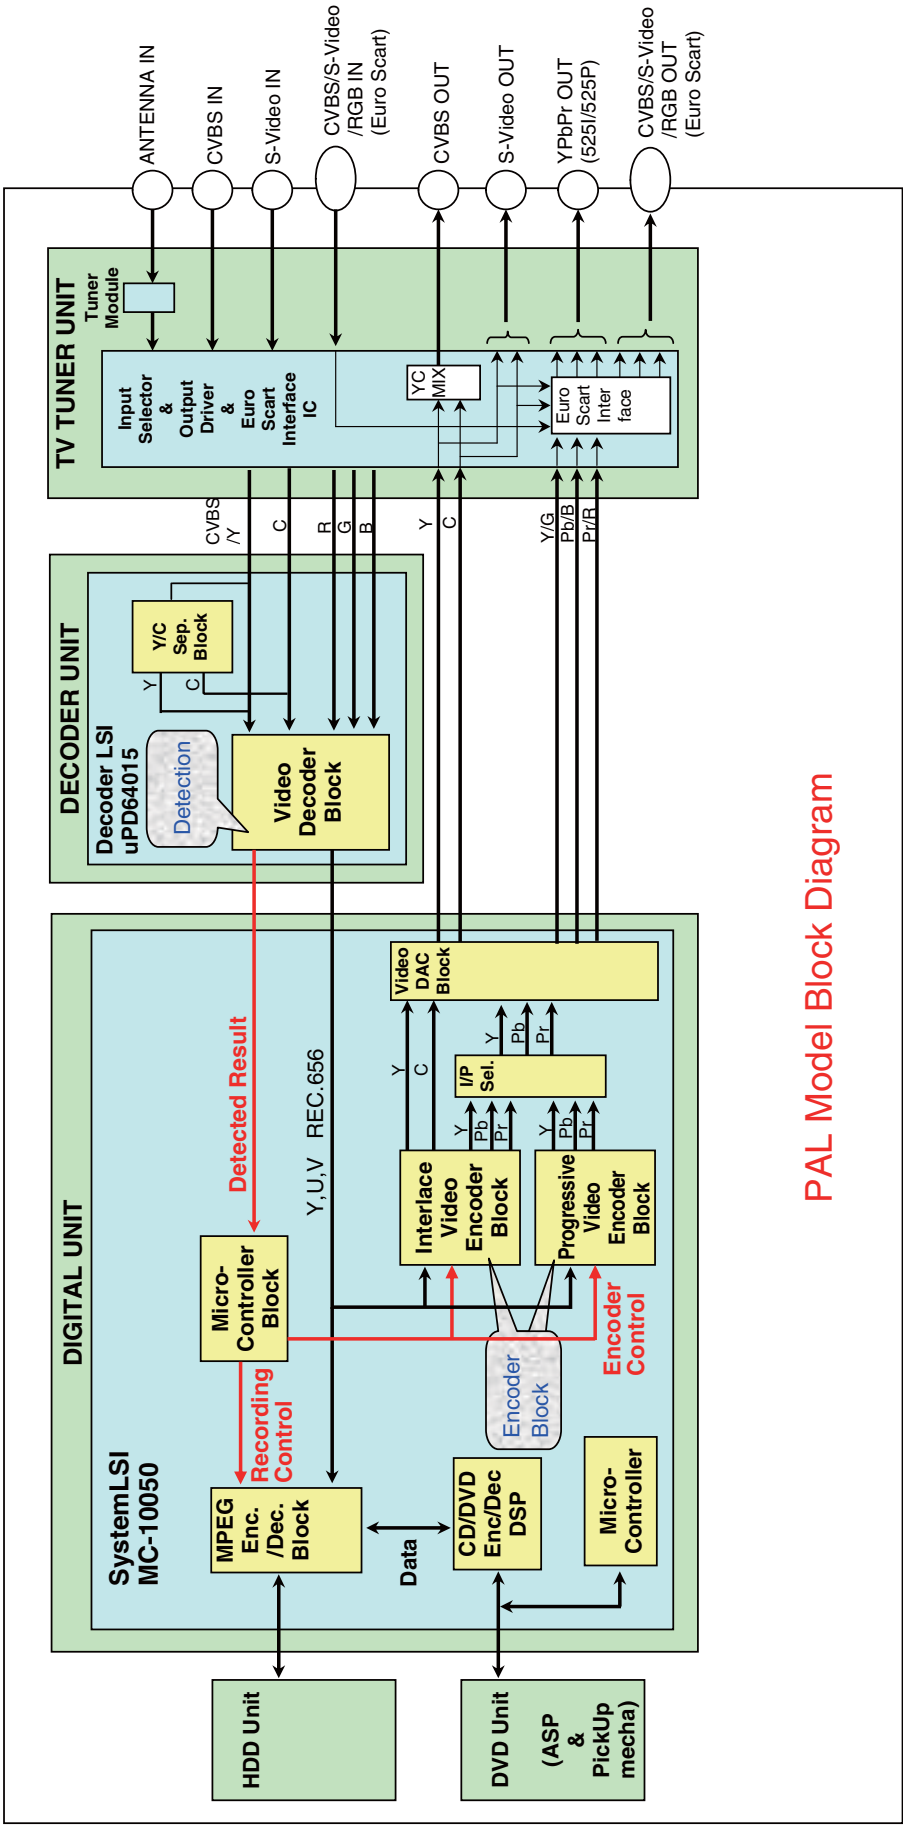 DIGITAL UNIT
SystemLSI
MC-10050
HDD Unit
DVD Unit
(ASP
&
PickUp
mecha)
MPEG
Enc.
/Dec.
Block
Recording
Control
Micro-
Controller
Block
Detected Result
Y,U,V REC.656
Data
CD/DVD
Enc/Dec
DSP
Micro-
Controller
Encoder
Block
Encoder
Control
Interlace
Video
Encoder
Block
Progressive
Video
Encoder
Block
Y
C
Y
Pb
Pr
Y
Pb
Pr
I/P
Sel.
Y
Pb
Pr
Video
DAC
Block
DECODER UNIT
Decoder LSI
uPD64015
Detection
Video
Decoder
Block
Y
C
Y/C
Sep.
Block
CVBS
/Y
C
R
G
B
Y
C
Y/G
Pb/B
Pr/R
TV TUNER UNIT
Tuner
Module
Input
Selector
&
Output
Driver
&
Euro
Scart
Interface
IC
YC
MIX
Euro
Scart
Inter
face
ANTENNA IN
CVBS IN
S-Video IN
CVBS/S-Video
/RGB IN
(Euro Scart)
CVBS OUT
S-Video OUT
YPbPr OUT
(525I/525P)
CVBS/S-Video
/RGB OUT
(Euro Scart)
PAL Model Block Diagram